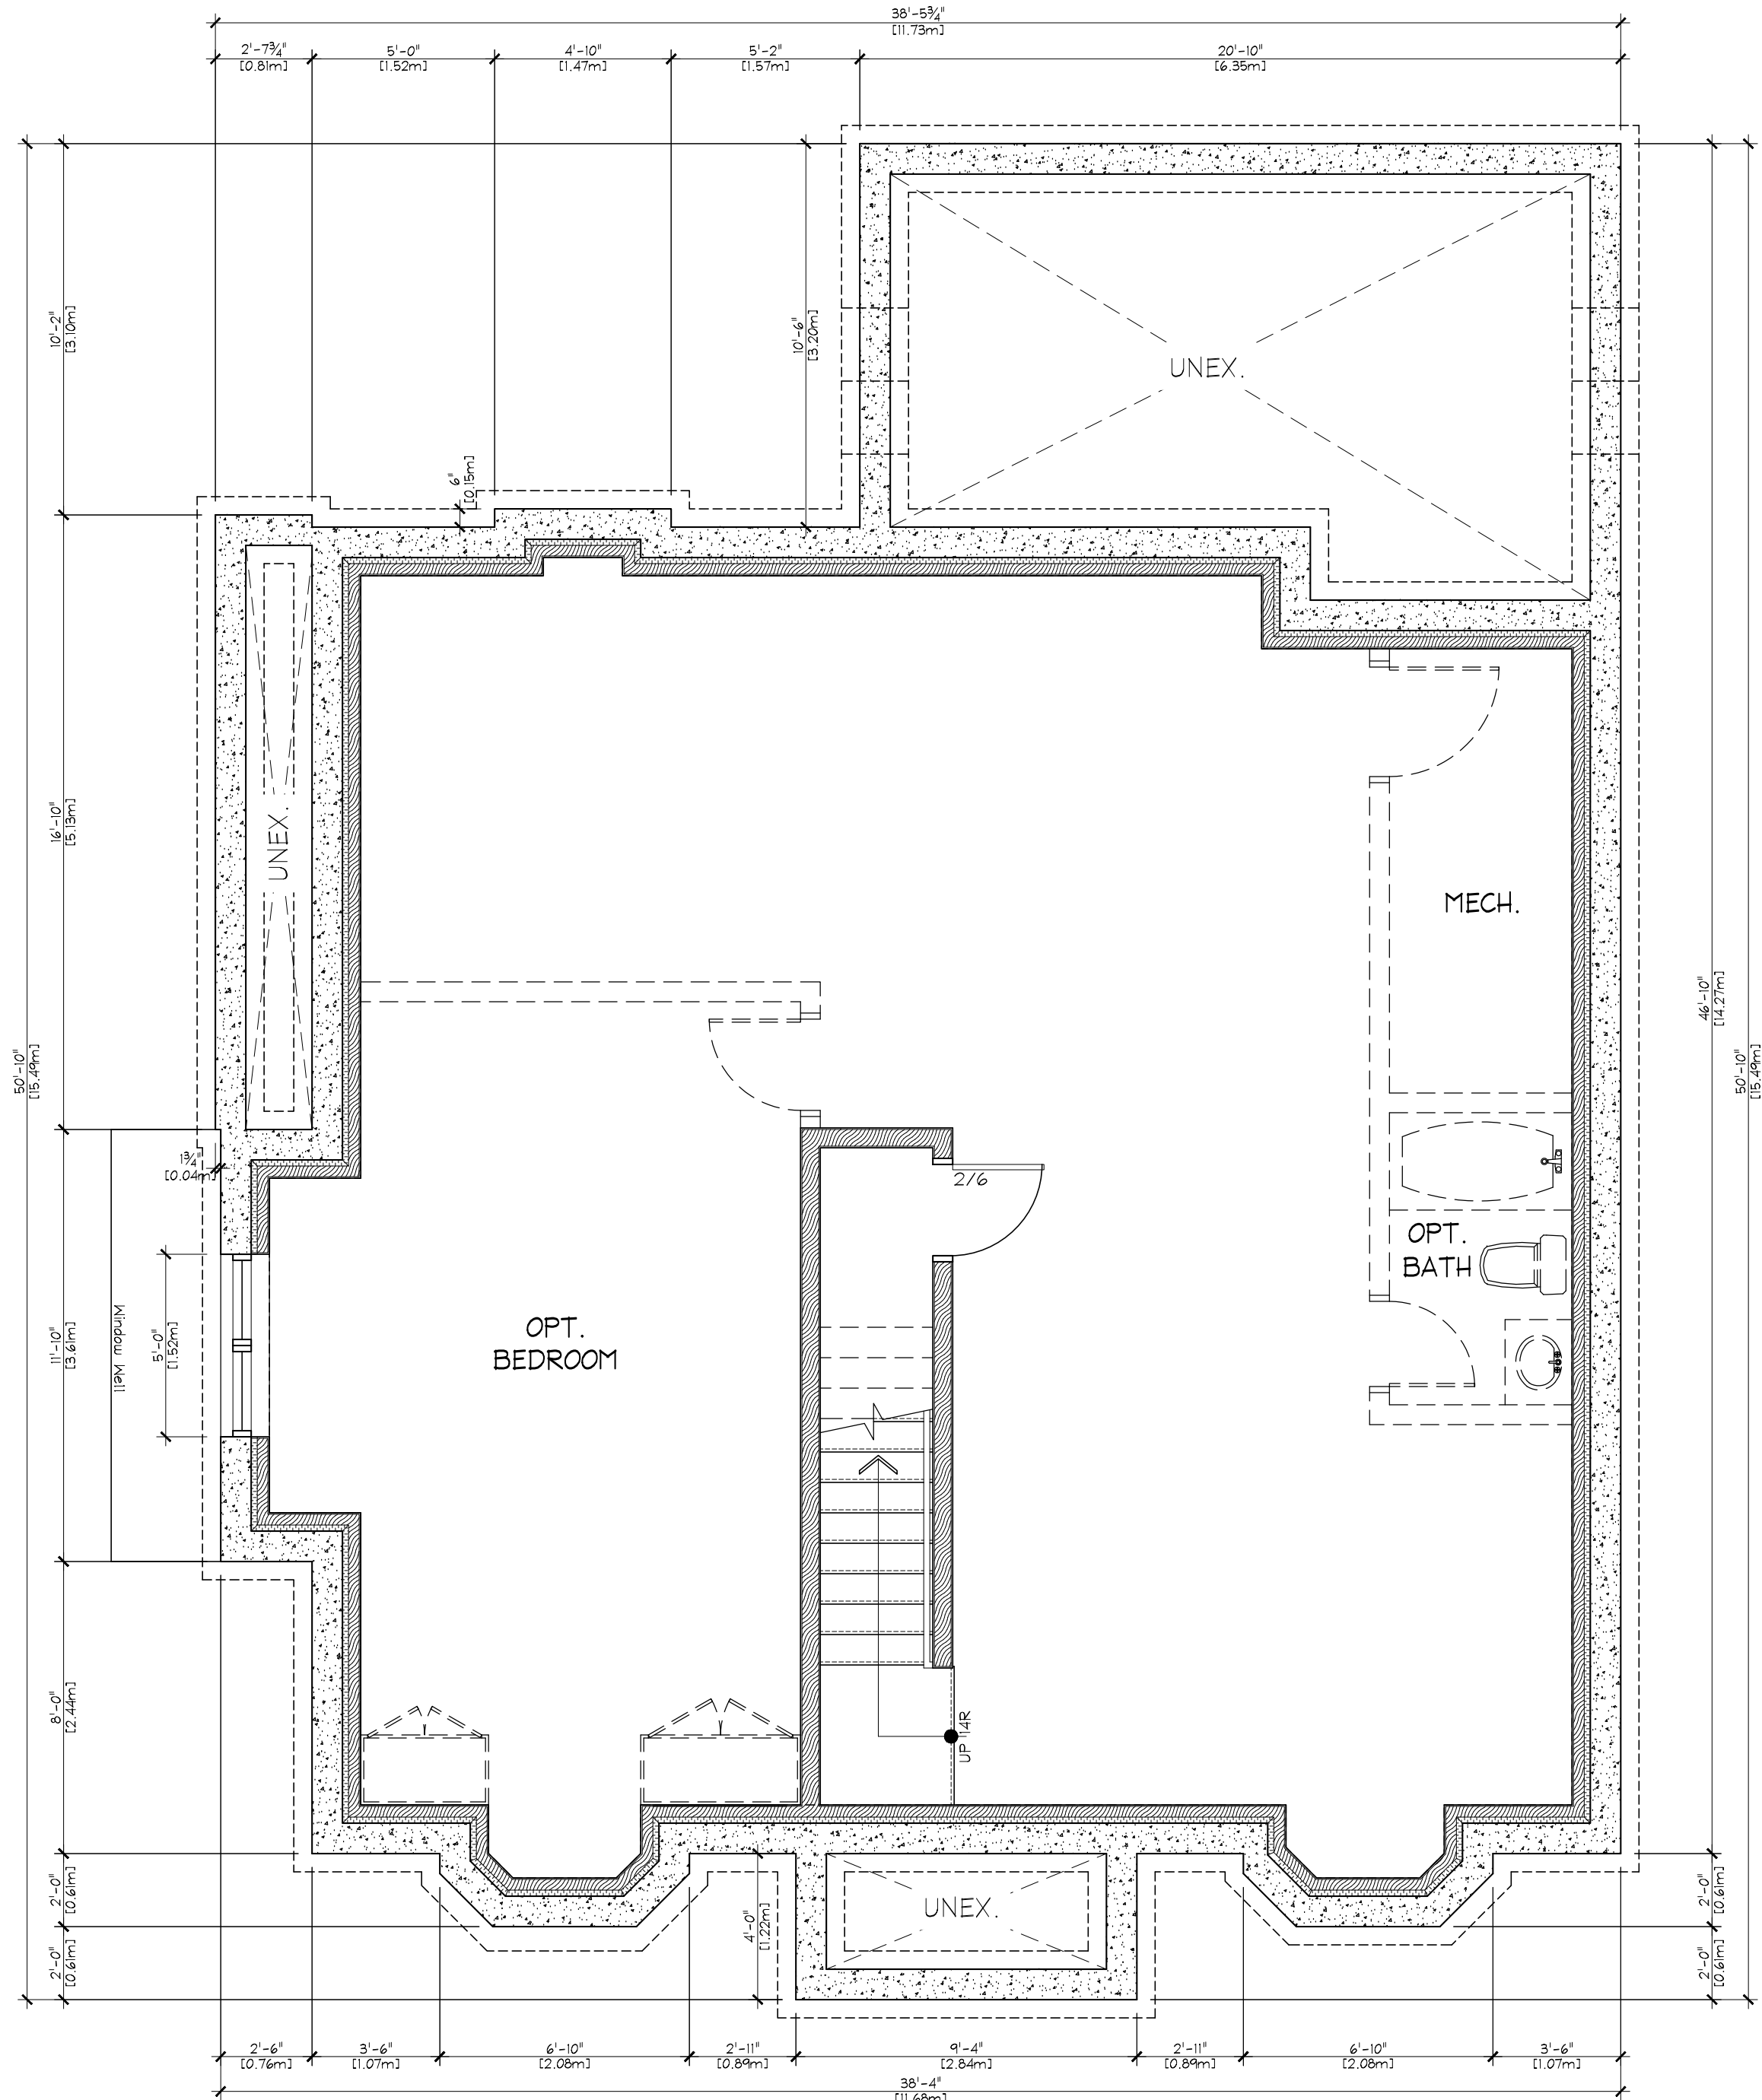 38'-5¾"
[11.73m]
2'-7¾"
[0.81m]
5'-0"
[1.52m]
4'-10"
[1.47m]
5'-2"
[1.57m]
20'-10"
[6.35m]
10'-2"
[3.10m]
10'-6"
[3.20m]
UNEX.
6"
[0.15m]
16'-10"
[5.13m]
UNEX.
MECH.
50'-10"
[15.49m]
46'-10"
[14.27m]
50'-10"
[15.49m]
1¾"
[0.04m]
2/6
OPT.
BATH
Window Well
5'-0"
[1.52m]
11'-10"
[3.61m]
OPT.
BEDROOM
8'-0"
[2.44m]
UP 14R
2'-0"
[0.61m]
2'-0"
[0.61m]
4'-0"
[1.22m]
UNEX.
2'-0"
[0.61m]
2'-0"
[0.61m]
2'-6"
[0.76m]
3'-6"
[1.07m]
6'-10"
[2.08m]
2'-11"
[0.89m]
9'-4"
[2.84m]
2'-11"
[0.89m]
6'-10"
[2.08m]
3'-6"
[1.07m]
38'-4"
[11.68m]